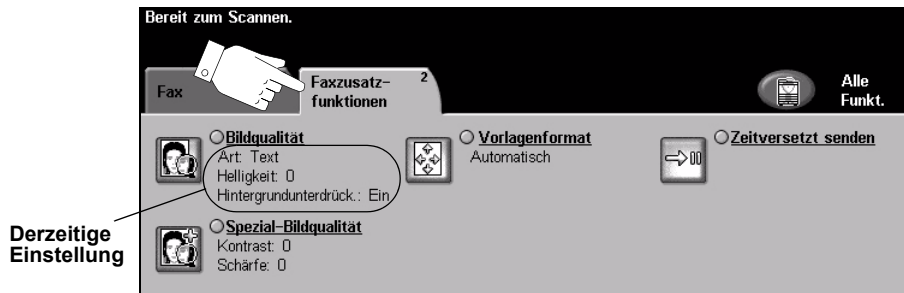 Bereit zum Scannen.
Fax
Faxzusatz-
funktionen
2
Alle
Funkt.
Bildqualität
Art: Text
Helligkeit: 0
Hintergrundunterdrück.: Ein
Vorlagenformat
Automatisch
Zeitversetzt senden
Derzeitige
Einstellung
Spezial-Bildqualität
Kontrast: 0
Schärfe: 0